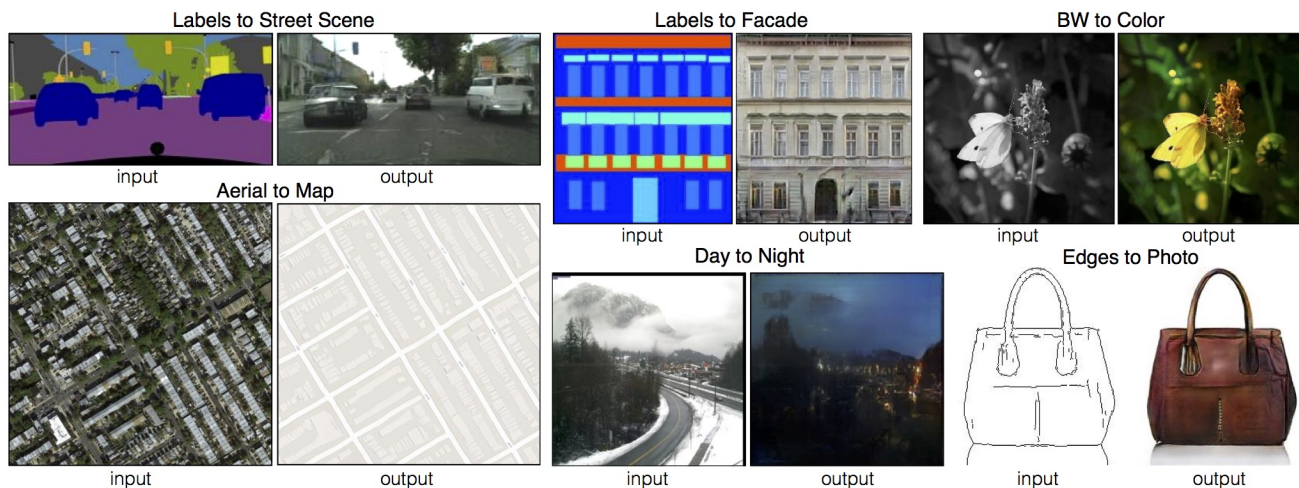 Labels to Street Scene
input
output
Aerial to Map
input
output
Labels to Facade
input
output
BW to Color
input
output
Day to Night
input
output
Edges to Photo
input
output